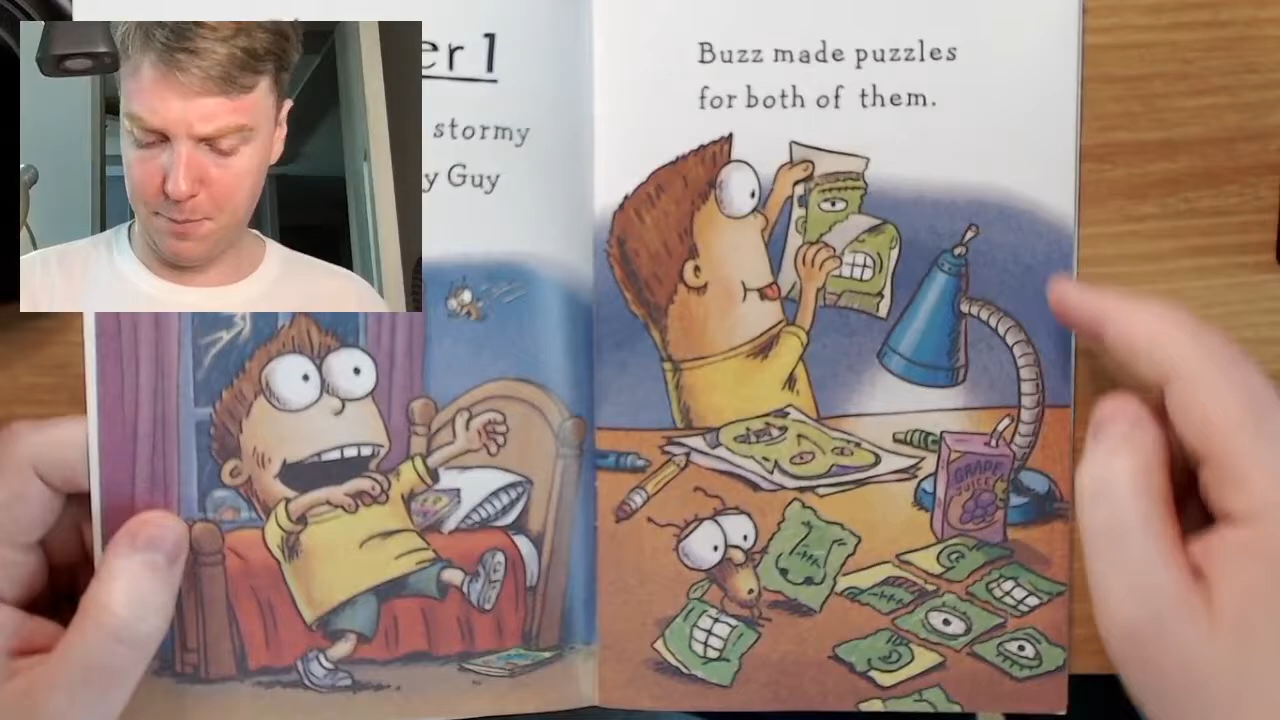 er 1
stormy
y Guy
Buzz made puzzles
for both of them.
GRAPE
JUICE